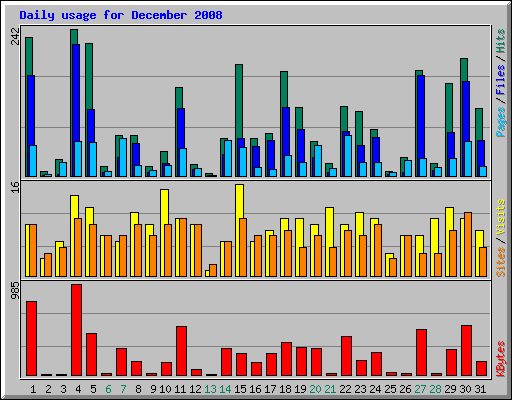 Daily usage for December 2008
242
Pages / Files / Hits
16
Sites / Visits
985
KBytes
1 2 3 4 5 6 7 8 9 10 11 12 13 14 15 16 17 18 19 20 21 22 23 24 25 26 27 28 29 30 31